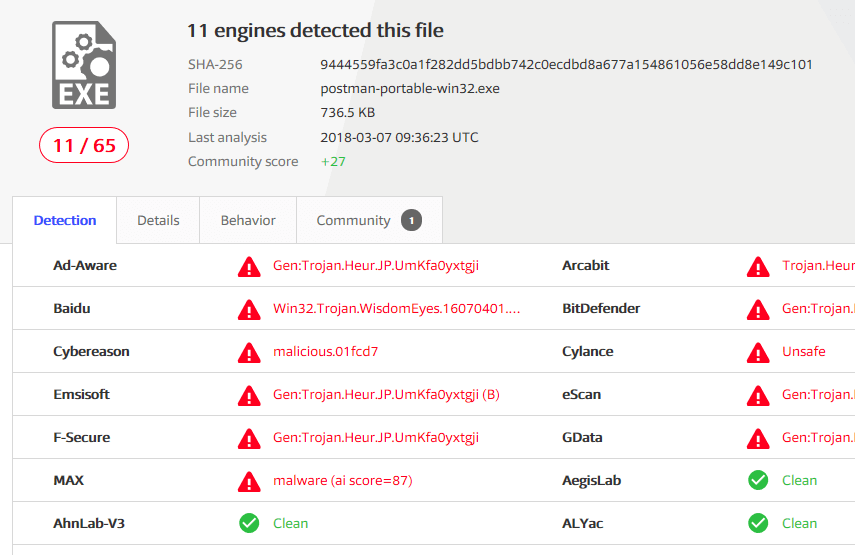 11 engines detected this file
EXE
SHA-256 9444559fa3c0a1f282dd5bdbb742c0ecdbd8a677a154861056e58dd8e149c101
File name postman-portable-win32.exe
File size 736.5 KB
11 / 65
Last analysis 2018-03-07 09:36:23 UTC
Community score +27
Detection Details Behavior Community 1
Ad-Aware Gen:Trojan.Heur.JP.UmKfa0yxtgji Arcabit Trojan.Heur
Baidu Win32.Trojan.WisdomEyes.16070401.... BitDefender Gen:Trojan.
Cybereason malicious.01fcd7 Cylance Unsafe
Emsisoft Gen:Trojan.Heur.JP.UmKfa0yxtgji (B) eScan Gen:Trojan.
F-Secure Gen:Trojan.Heur.JP.UmKfa0yxtgji GData Gen:Trojan.
MAX malware (ai score=87) AegisLab Clean
AhnLab-V3 Clean ALYac Clean